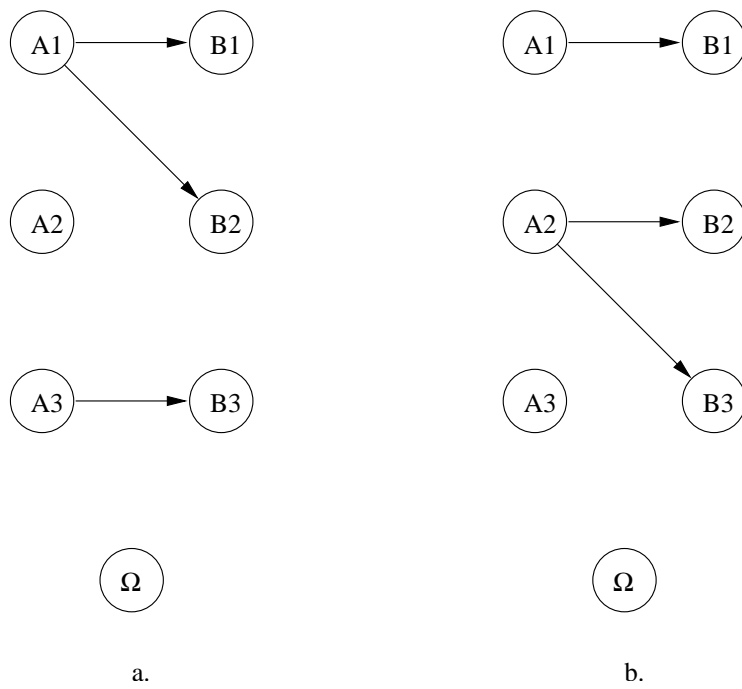 A1 B1 A1 B1
A2 B2 A2 B2
A3 B3 A3 B3
Ω Ω
a. b.